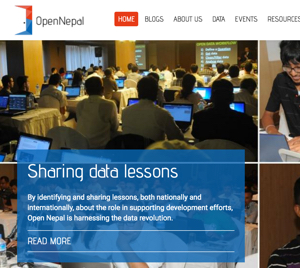 OpenNepal
HOME BLOGS ABOUT US DATA EVENTS RESOURCES
Sharing data lessons
By identifying and sharing lessons, both nationally and
internationally, about the role in supporting development efforts,
Open Nepal is harnessing the data revolution.
READ MORE